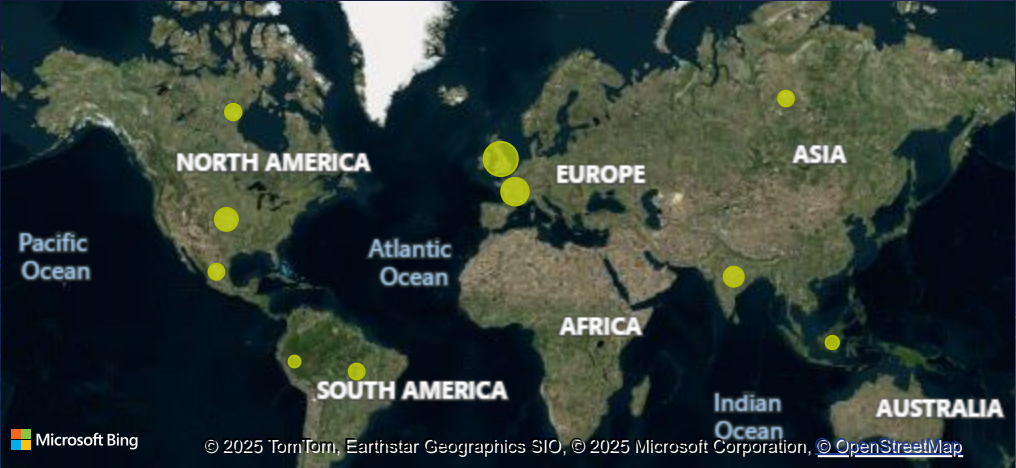 NORTH AMERICA
ASIA
EUROPE
Pacific
Ocean
Atlantic
Ocean
AFRICA
SOUTH AMERICA
Indian
Ocean
AUSTRALIA
Microsoft Bing
© 2025 TomTom, Earthstar Geographics SIO, © 2025 Microsoft Corporation, © OpenStreetMap